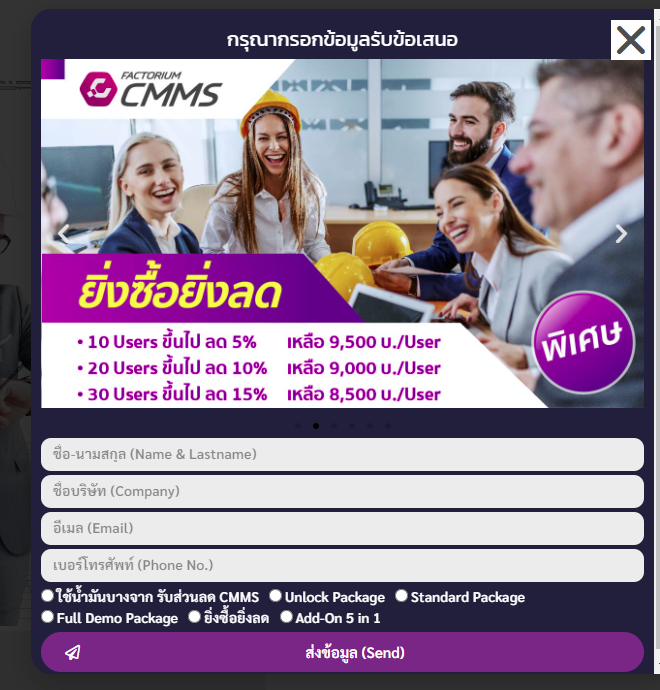 กรุณากรอกข้อมูลรับข้อเสนอ
FACTORIUM
CMMS
ยิ่งซื้อยิ่งลด
• 10 Users ขึ้นไป ลด 5% เหลือ 9,500 บ./User
• 20 Users ขึ้นไป ลด 10% เหลือ 9,000 บ./User
• 30 Users ขึ้นไป ลด 15% เหลือ 8,500 บ./User
พิเศษ
ชื่อ-นามสกุล (Name & Lastname)
ชื่อบริษัท (Company)
อีเมล (Email)
เบอร์โทรศัพท์ (Phone No.)
ใช้น้ำมันบางจาก รับส่วนลด CMMS Unlock Package Standard Package
Full Demo Package ยิ่งซื้อยิ่งลด Add-On 5 in 1
ส่งข้อมูล (Send)